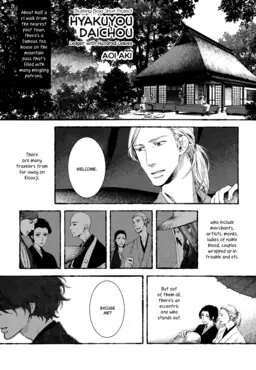 About half a
ri walk from
the nearest
post town,
there's a
famous tea
house on the
mountain
pass that's
filled with
many mingling
patrons.
HYAKUYOU
DAICHOU
Ledger with Hundred Leaves
AOI AKI
There
are many
travelers
from far
away on
Kisouji.
WELCOME.
who include
merchants,
artists, monks,
ladies of noble
blood, couples
wrapped up in
trouble and etc.
But out
of them all,
there's an
eccentric
one who
stands out.
EXCUSE
ME?